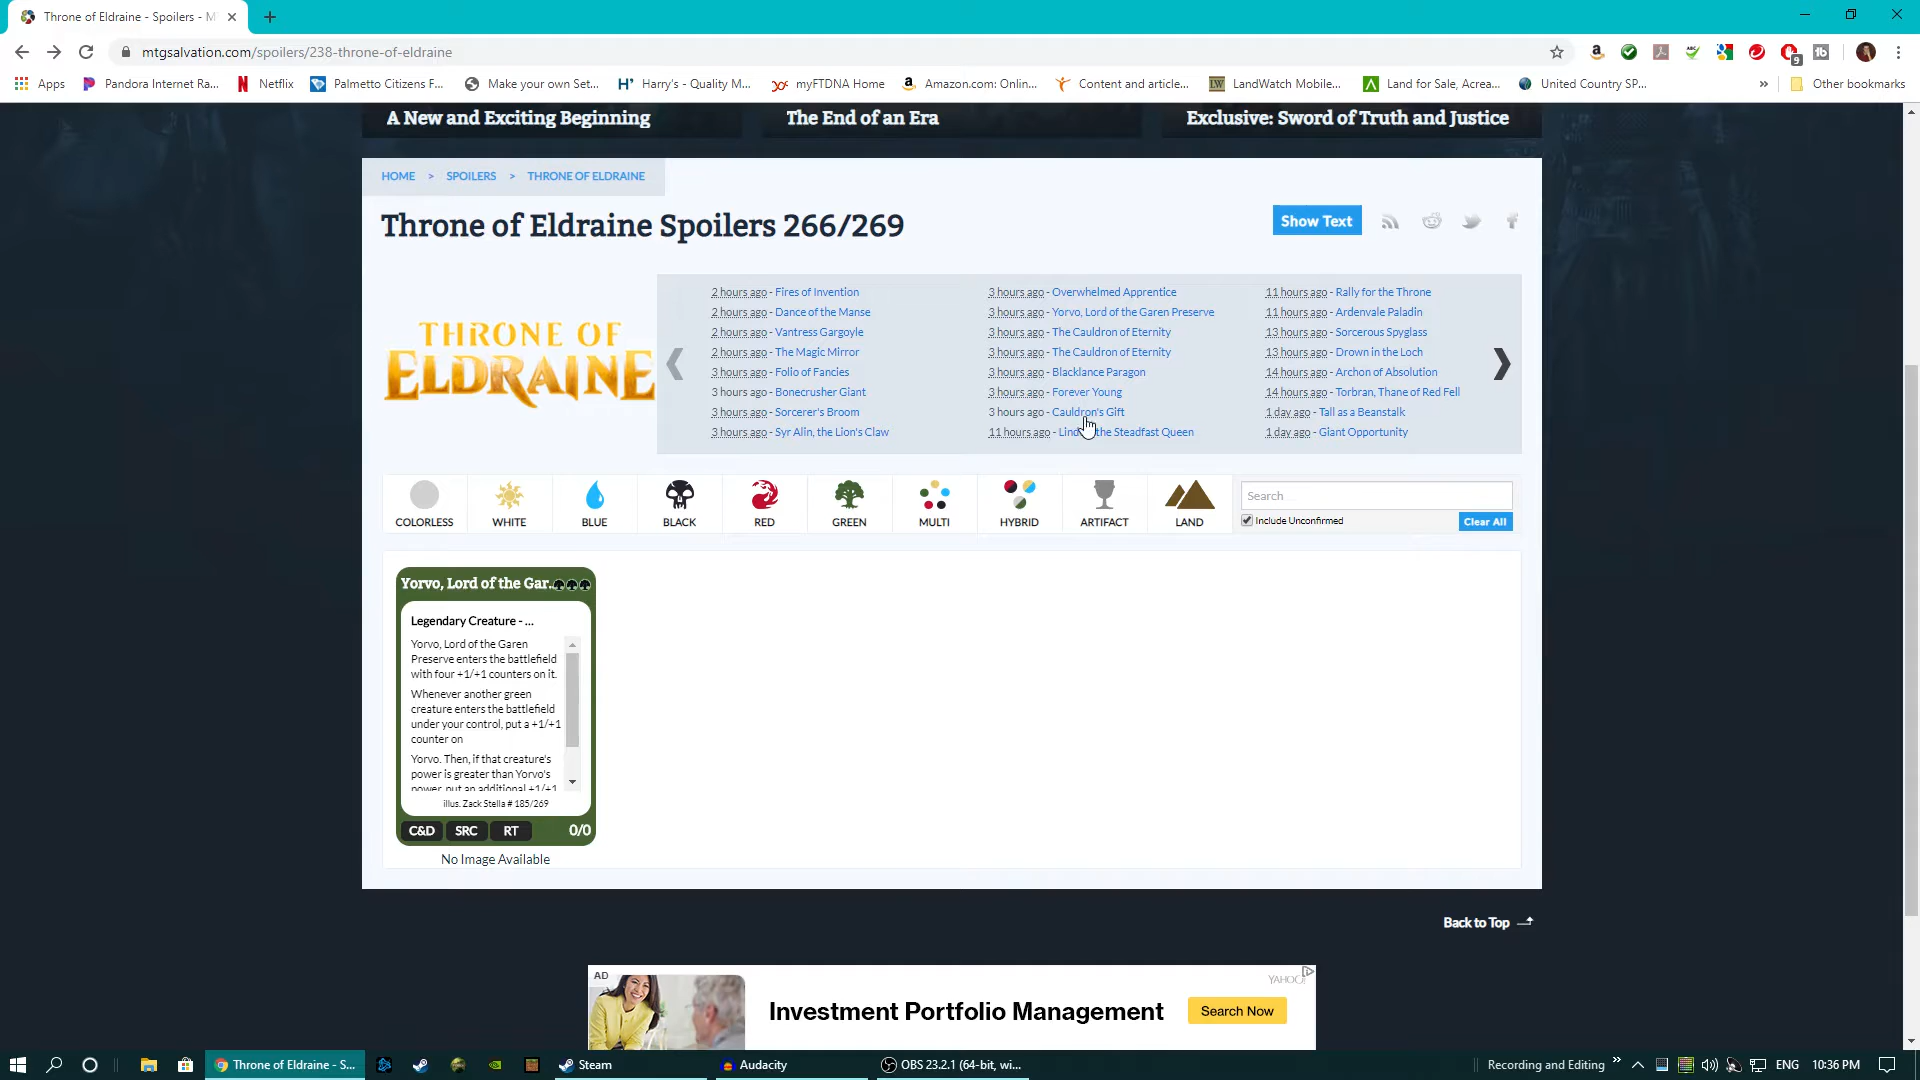 Throne of Eldraine - Spoilers - M
mtgsalvation.com/spoilers/238-throne-of-eldraine
9
Apps
Pandora Internet Ra...
Netflix
Palmetto Citizens F...
Make your own Set...
Harry's - Quality M...
myFTDNA Home
Amazon.com: Onlin...
Content and article...
LandWatch Mobile...
Land for Sale, Acrea...
United Country SP...
»
Other bookmarks
A New and Exciting Beginning
The End of an Era
Exclusive: Sword of Truth and Justice
HOME > SPOILERS > THRONE OF ELDRAINE
Throne of Eldraine Spoilers 266/269
Show Text
THRONE OF
ELDRAINE
2 hours ago - Fires of Invention
2 hours ago - Dance of the Manse
2 hours ago - Vantress Gargoyle
2 hours ago - The Magic Mirror
3 hours ago - Folio of Fancies
3 hours ago - Bonecrusher Giant
3 hours ago - Sorcerer's Broom
3 hours ago - Syr Alin, the Lion's Claw
3 hours ago - Overwhelmed Apprentice
3 hours ago - Yorvo, Lord of the Garen Preserve
3 hours ago - The Cauldron of Eternity
3 hours ago - The Cauldron of Eternity
3 hours ago - Blacklance Paragon
3 hours ago - Forever Young
3 hours ago - Cauldron's Gift
11 hours ago - Lind the Steadfast Queen
11 hours ago - Rally for the Throne
11 hours ago - Ardenvale Paladin
13 hours ago - Sorcerous Spyglass
13 hours ago - Drown in the Loch
14 hours ago - Archon of Absolution
14 hours ago - Torbran, Thane of Red Fell
1 day ago - Tall as a Beanstalk
1 day ago - Giant Opportunity
COLORLESS
WHITE
BLUE
BLACK
RED
GREEN
MULTI
HYBRID
ARTIFACT
LAND
Search
Include Unconfirmed
Clear All
Yorvo, Lord of the Gar...
Legendary Creature - ...
Yorvo, Lord of the Garen
Preserve enters the battlefield
with four +1/+1 counters on it.
Whenever another green
creature enters the battlefield
under your control, put a +1/+1
counter on
Yorvo. Then, if that creature's
power is greater than Yorvo's
power, put an additional +1/+1
illus. Zack Stella # 185/269
C&D
SRC
RT
0/0
No Image Available
Back to Top
AD
YAHOO!
Investment Portfolio Management
Search Now
Throne of Eldraine - S...
Steam
Audacity
OBS 23.2.1 (64-bit, wi...
Recording and Editing
»
ENG
10:36 PM